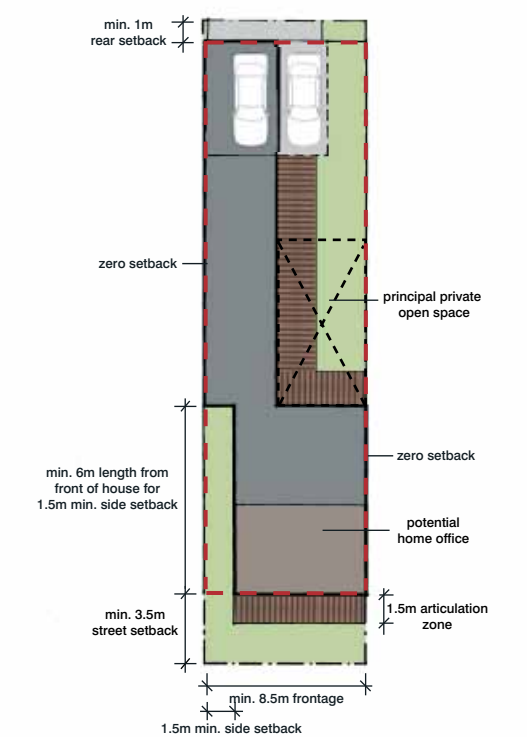 min. 1m
rear setback
zero setback
principal private
open space
zero setback
min. 6m length from
front of house for
1.5m min. side setback
potential
home office
min. 3.5m
street setback
1.5m articulation
zone
min. 8.5m frontage
1.5m min. side setback